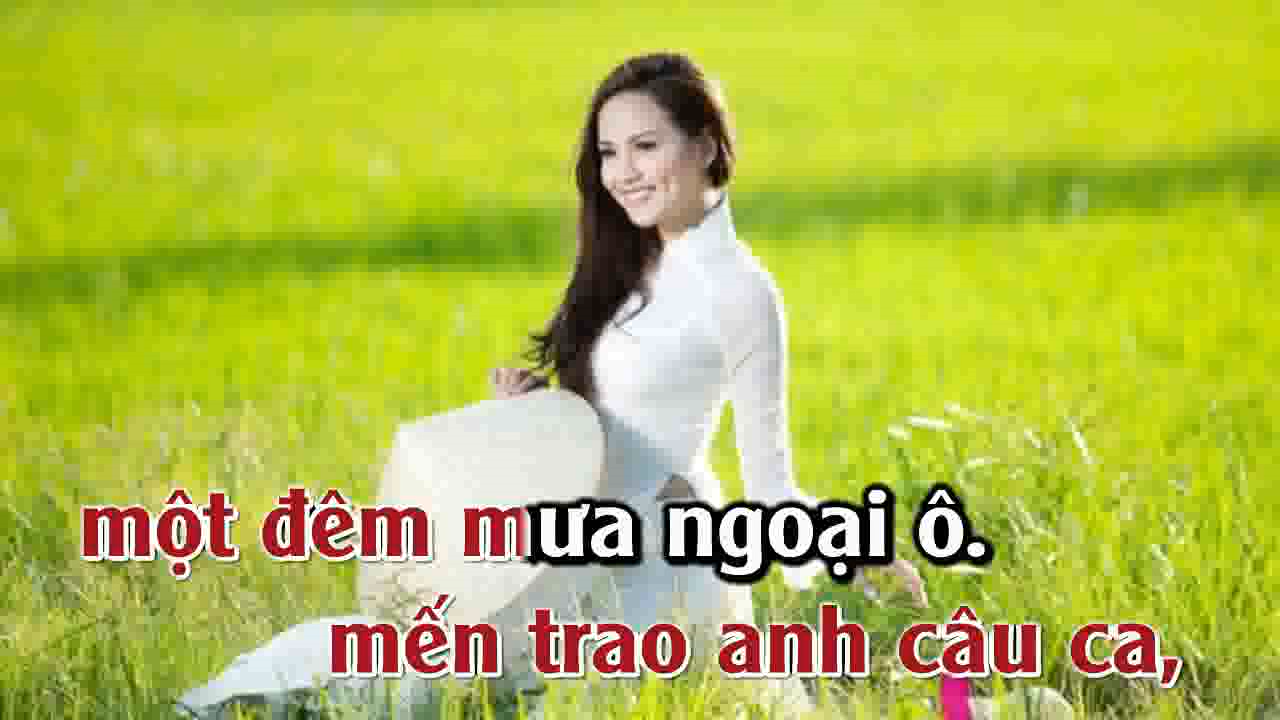 một đêm mưa ngoại ô.
mến trao anh câu ca,